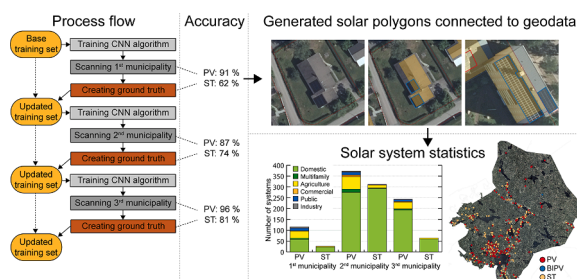 Process flow
Accuracy
Generated solar polygons connected to geodata
Base
training set
Training CNN algorithm
Scanning 1st municipality
Creating ground truth
PV: 91 %
ST: 62 %
Updated
training set
Training CNN algorithm
Scanning 2nd municipality
Creating ground truth
PV: 87 %
ST: 74 %
Updated
training set
Training CNN algorithm
Scanning 3rd municipality
Creating ground truth
PV: 96 %
ST: 81 %
Updated
training set
Solar system statistics
Number of systems
400
350
300
250
200
150
100
50
0
Domestic
Multifamily
Agriculture
Commercial
Public
Industry
PV ST PV ST PV ST
1st municipality 2nd municipality 3rd municipality
PV
BIPV
ST